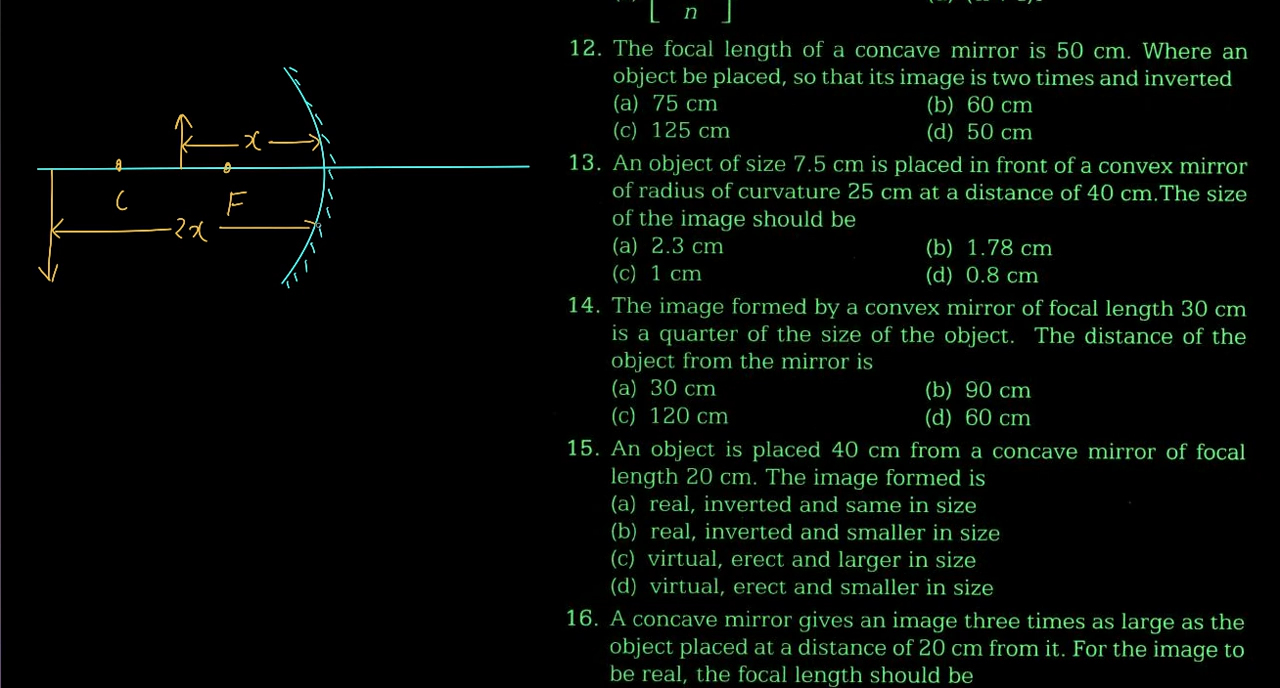 n
12. The focal length of a concave mirror is 50 cm. Where an
object be placed, so that its image is two times and inverted
(a) 75 cm (b) 60 cm
(c) 125 cm (d) 50 cm
13. An object of size 7.5 cm is placed in front of a convex mirror
of radius of curvature 25 cm at a distance of 40 cm.The size
of the image should be
(a) 2.3 cm (b) 1.78 cm
(c) 1 cm (d) 0.8 cm
14. The image formed by a convex mirror of focal length 30 cm
is a quarter of the size of the object. The distance of the
object from the mirror is
(a) 30 cm (b) 90 cm
(c) 120 cm (d) 60 cm
15. An object is placed 40 cm from a concave mirror of focal
length 20 cm. The image formed is
(a) real, inverted and same in size
(b) real, inverted and smaller in size
(c) virtual, erect and larger in size
(d) virtual, erect and smaller in size
16. A concave mirror gives an image three times as large as the
object placed at a distance of 20 cm from it. For the image to
be real, the focal length should be
x
C F
2x